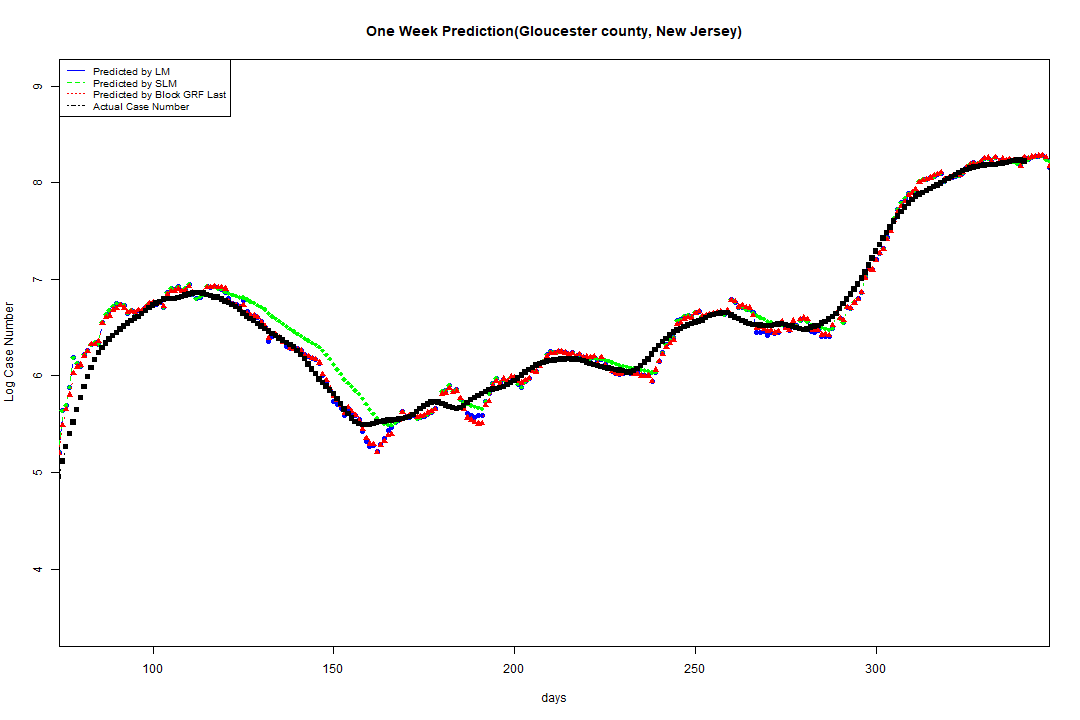 One Week Prediction(Gloucester county, New Jersey)
Predicted by LM
Predicted by SLM
Predicted by Block GRF Last
Actual Case Number
9
8
7
6
5
4
Log Case Number
100 150 200 250 300
days